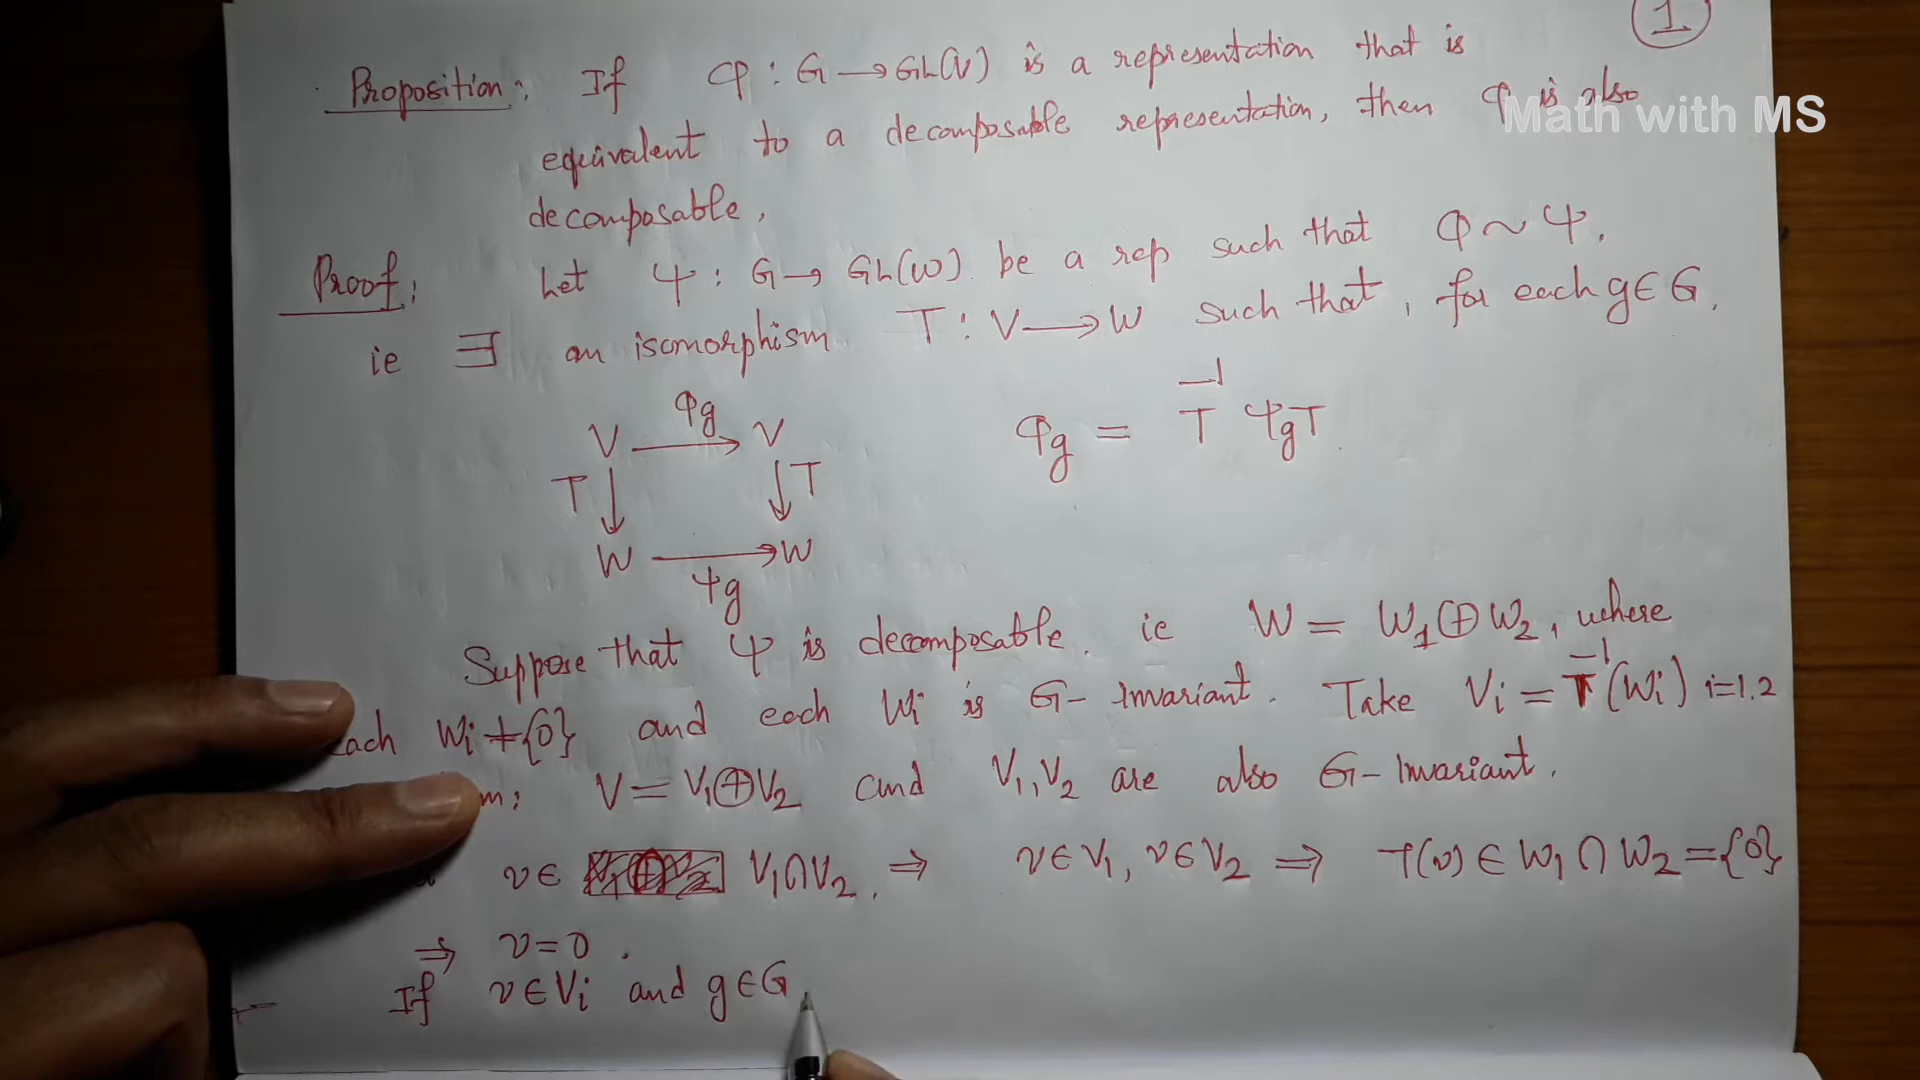 1
Proposition: If φ : G → GL(V) is a representation that is
equivalent to a decomposable representation, then φ is also
Math with MS
decomposable.
Proof: Let ψ : G → GL(W) be a rep such that φ ~ ψ.
ie ∃ an isomorphism T : V → W such that, for each g ∈ G,
φg = T⁻¹ ψg T
V φg V
T T
W W
ψg
Suppose that ψ is decomposable. ie W = W₁ ⊕ W₂, where
each Wi ≠ {0} and each Wi is G-Invariant. Take Vi = T⁻¹(Wi) i=1.2
V = V₁ ⊕ V₂ and V₁, V₂ are also G-Invariant.
v ∈ V₁ ∩ V₂. ⇒ v ∈ V₁, v ∈ V₂ ⇒ T(v) ∈ W₁ ∩ W₂ = {0}
⇒ v = 0.
If v ∈ Vi and g ∈ G